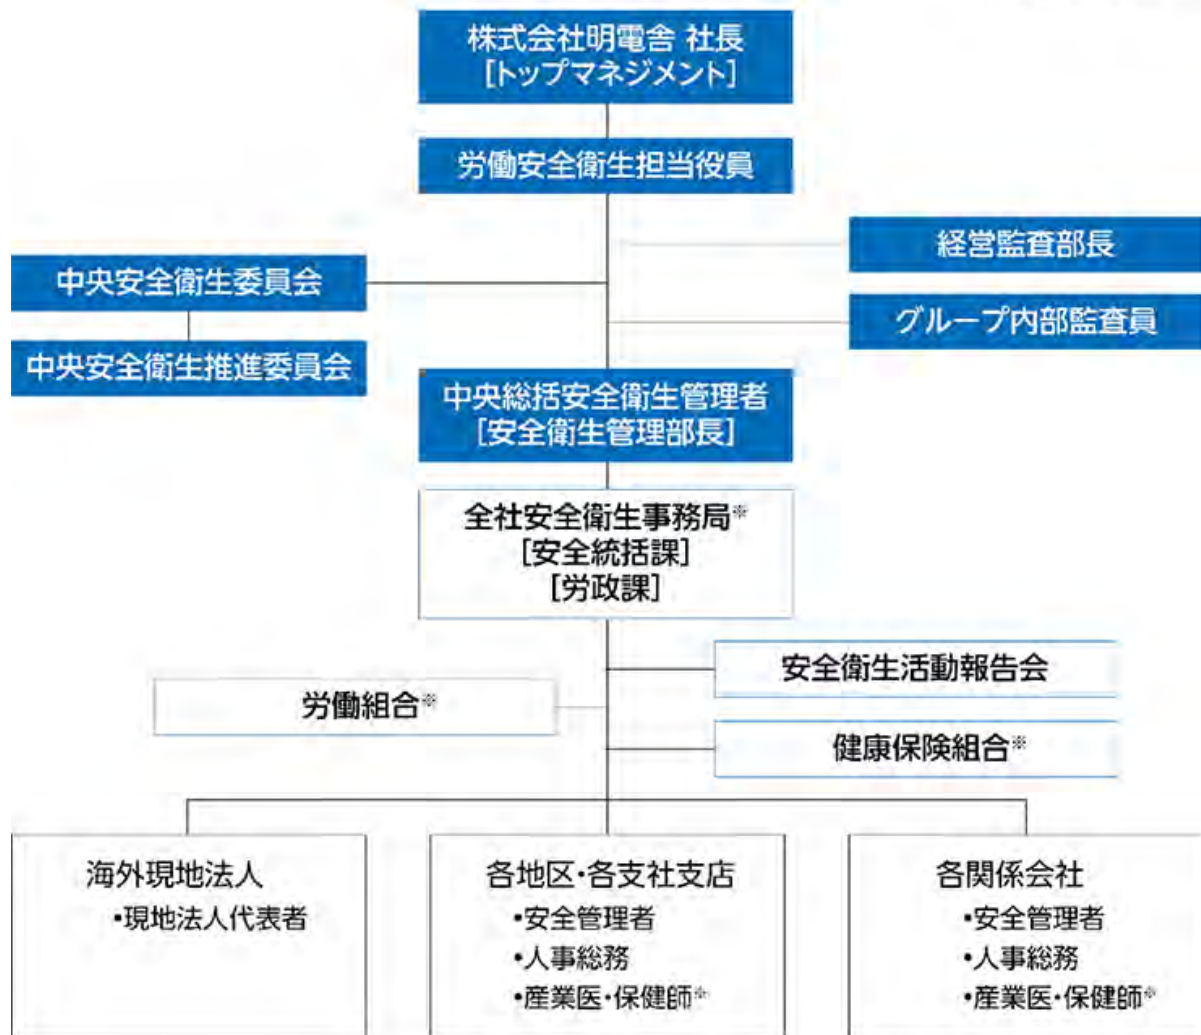 株式会社明電舎 社長
[トップマネジメント]
労働安全衛生担当役員
経営監査部長
中央安全衛生委員会
グループ内部監査員
中央安全衛生推進委員会
中央総括安全衛生管理者
[安全衛生管理部長]
全社安全衛生事務局※
[安全統括課]
[労政課]
安全衛生活動報告会
労働組合※
健康保険組合※
海外現地法人
•現地法人代表者
各地区・各支社支店
•安全管理者
•人事総務
•産業医・保健師※
各関係会社
•安全管理者
•人事総務
•産業医・保健師※